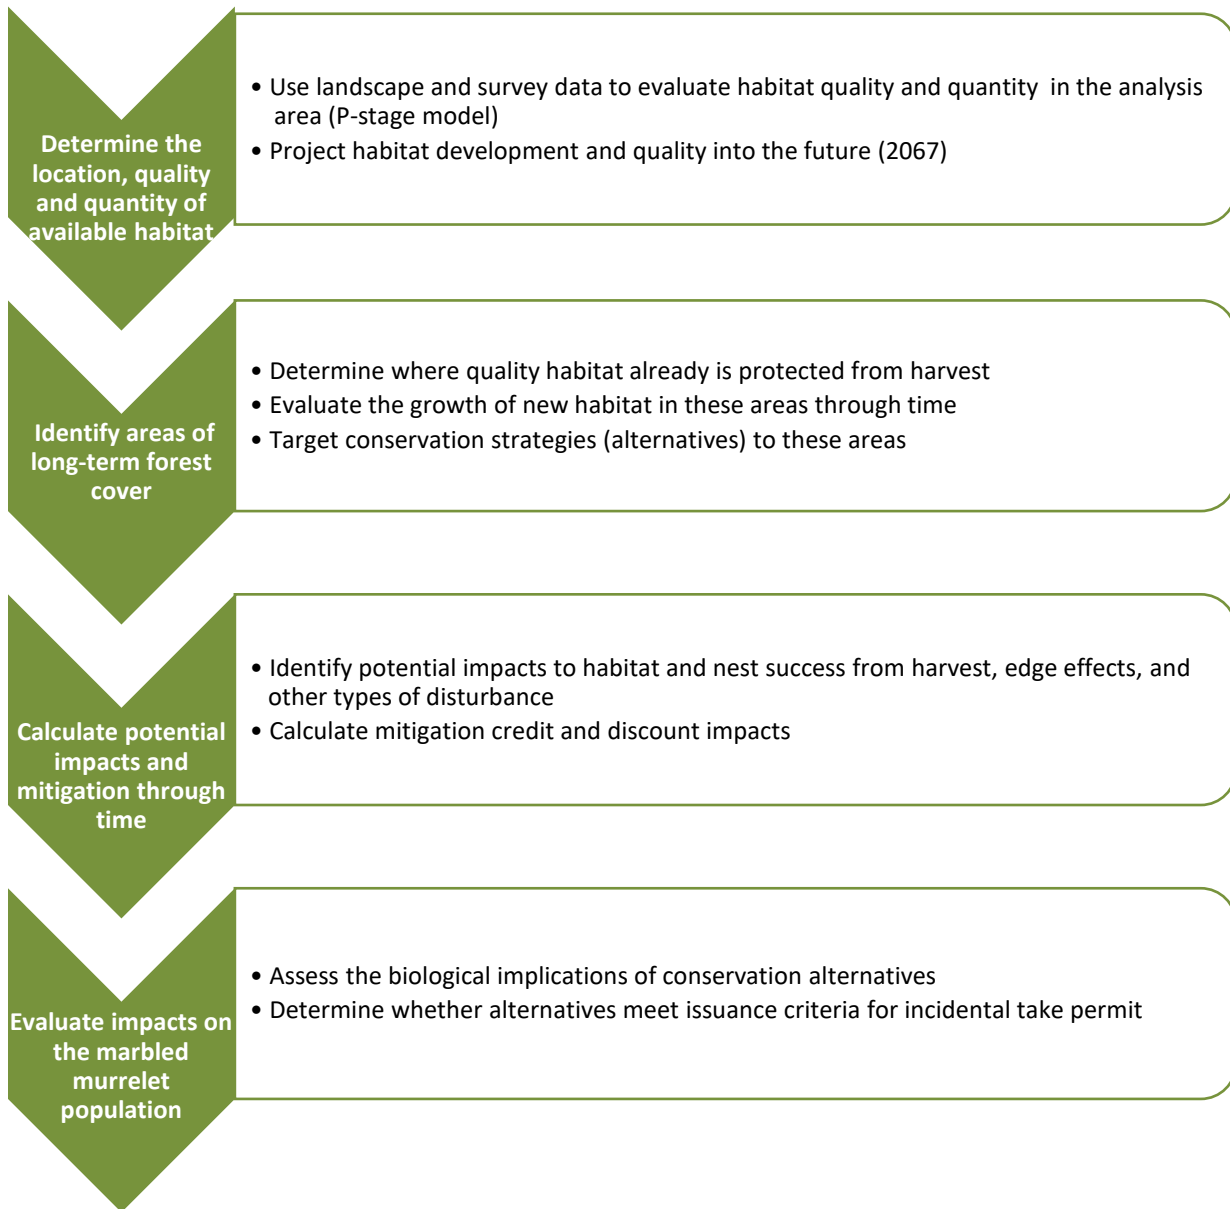 Determine the
location, quality
and quantity of
available habitat
• Use landscape and survey data to evaluate habitat quality and quantity in the analysis
area (P-stage model)
• Project habitat development and quality into the future (2067)
Identify areas of
long-term forest
cover
• Determine where quality habitat already is protected from harvest
• Evaluate the growth of new habitat in these areas through time
• Target conservation strategies (alternatives) to these areas
Calculate potential
impacts and
mitigation through
time
• Identify potential impacts to habitat and nest success from harvest, edge effects, and
other types of disturbance
• Calculate mitigation credit and discount impacts
Evaluate impacts on
the marbled
murrelet
population
• Assess the biological implications of conservation alternatives
• Determine whether alternatives meet issuance criteria for incidental take permit